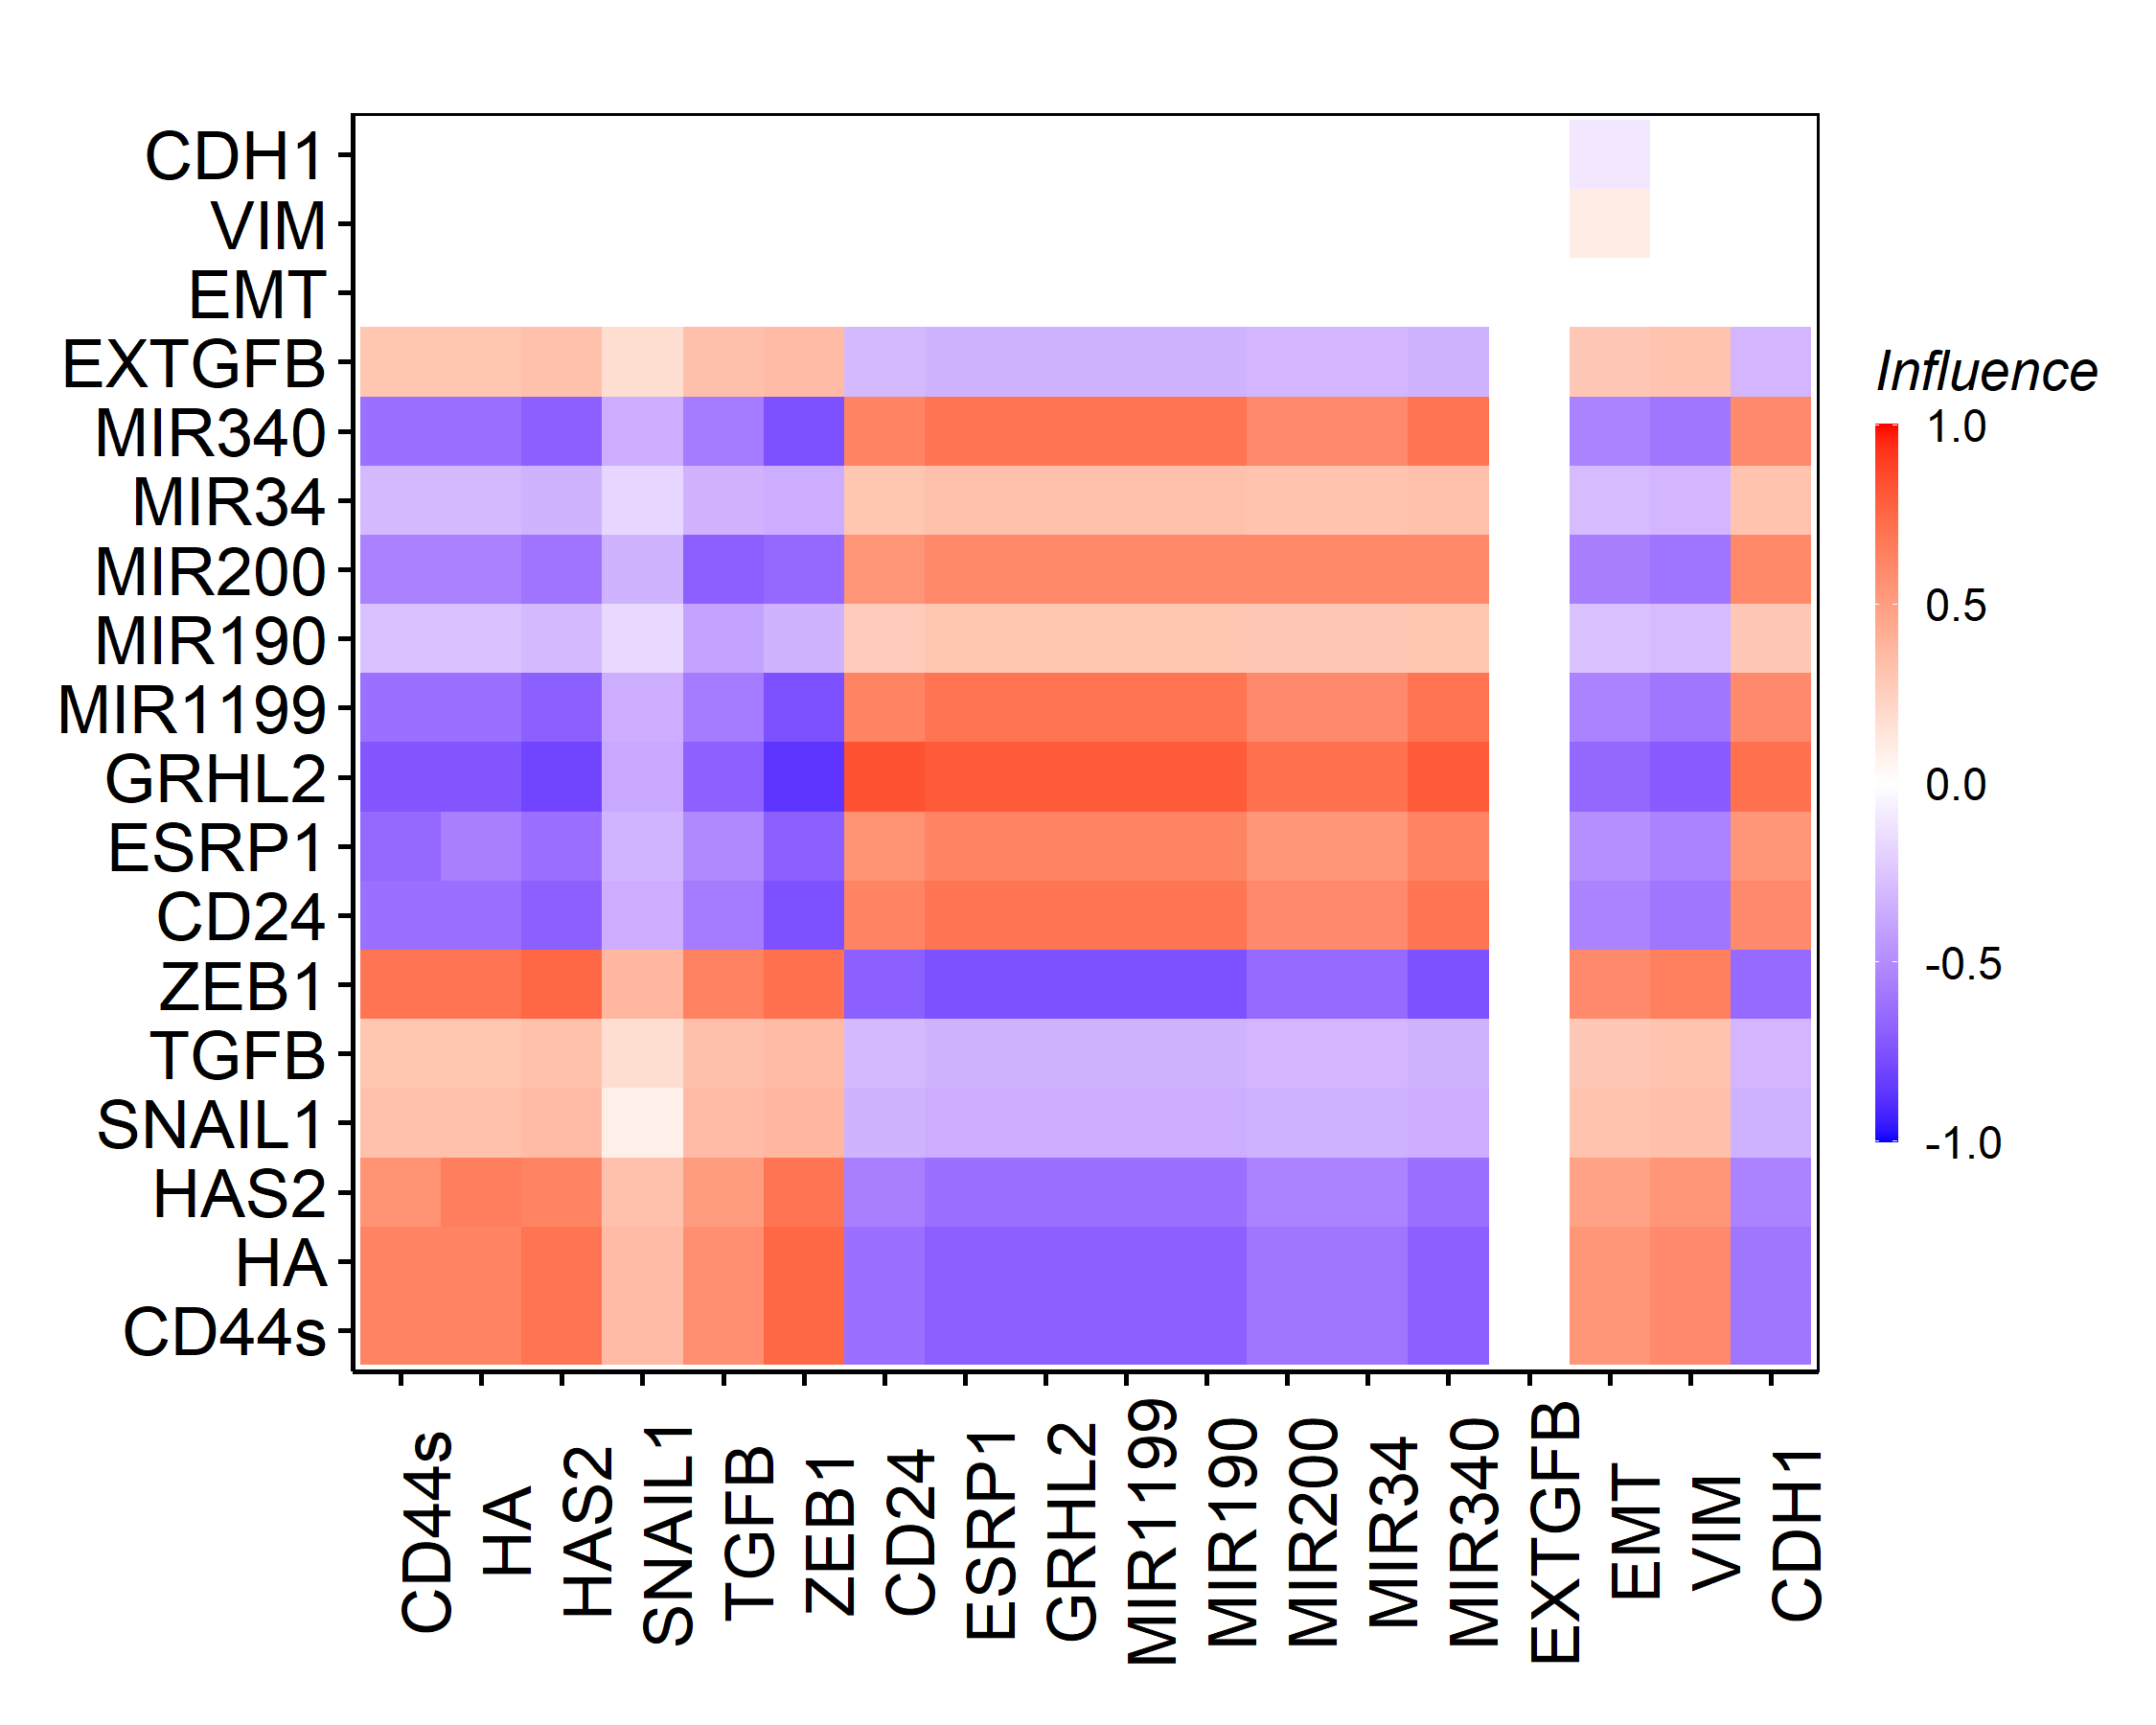 CDH1
VIM
EMT
EXTGFB
MIR340
MIR34
MIR200
MIR190
MIR1199
GRHL2
ESRP1
CD24
ZEB1
TGFB
SNAIL1
HAS2
HA
CD44s
CD44s
HA
HAS2
SNAIL1
TGFB
ZEB1
CD24
ESRP1
GRHL2
MIR1199
MIR190
MIR200
MIR34
MIR340
EXTGFB
EMT
VIM
CDH1
Influence
1.0
0.5
0.0
-0.5
-1.0